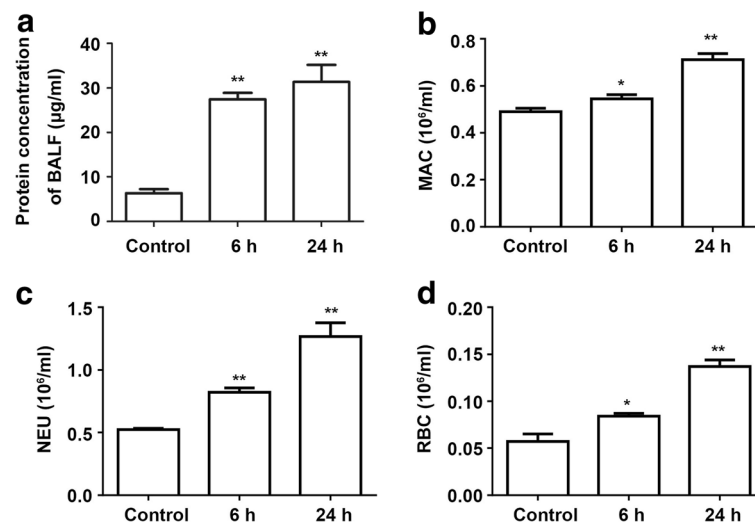 a
Protein concentration
of BALF (μg/ml)
40
30
20
10
0
**
**
Control 6 h 24 h
b
MAC (10⁶/ml)
0.8
0.6
0.4
0.2
0.0
*
**
Control 6 h 24 h
c
NEU (10⁶/ml)
1.5
1.0
0.5
0.0
**
**
Control 6 h 24 h
d
RBC (10⁶/ml)
0.20
0.15
0.10
0.05
0.00
*
**
Control 6 h 24 h